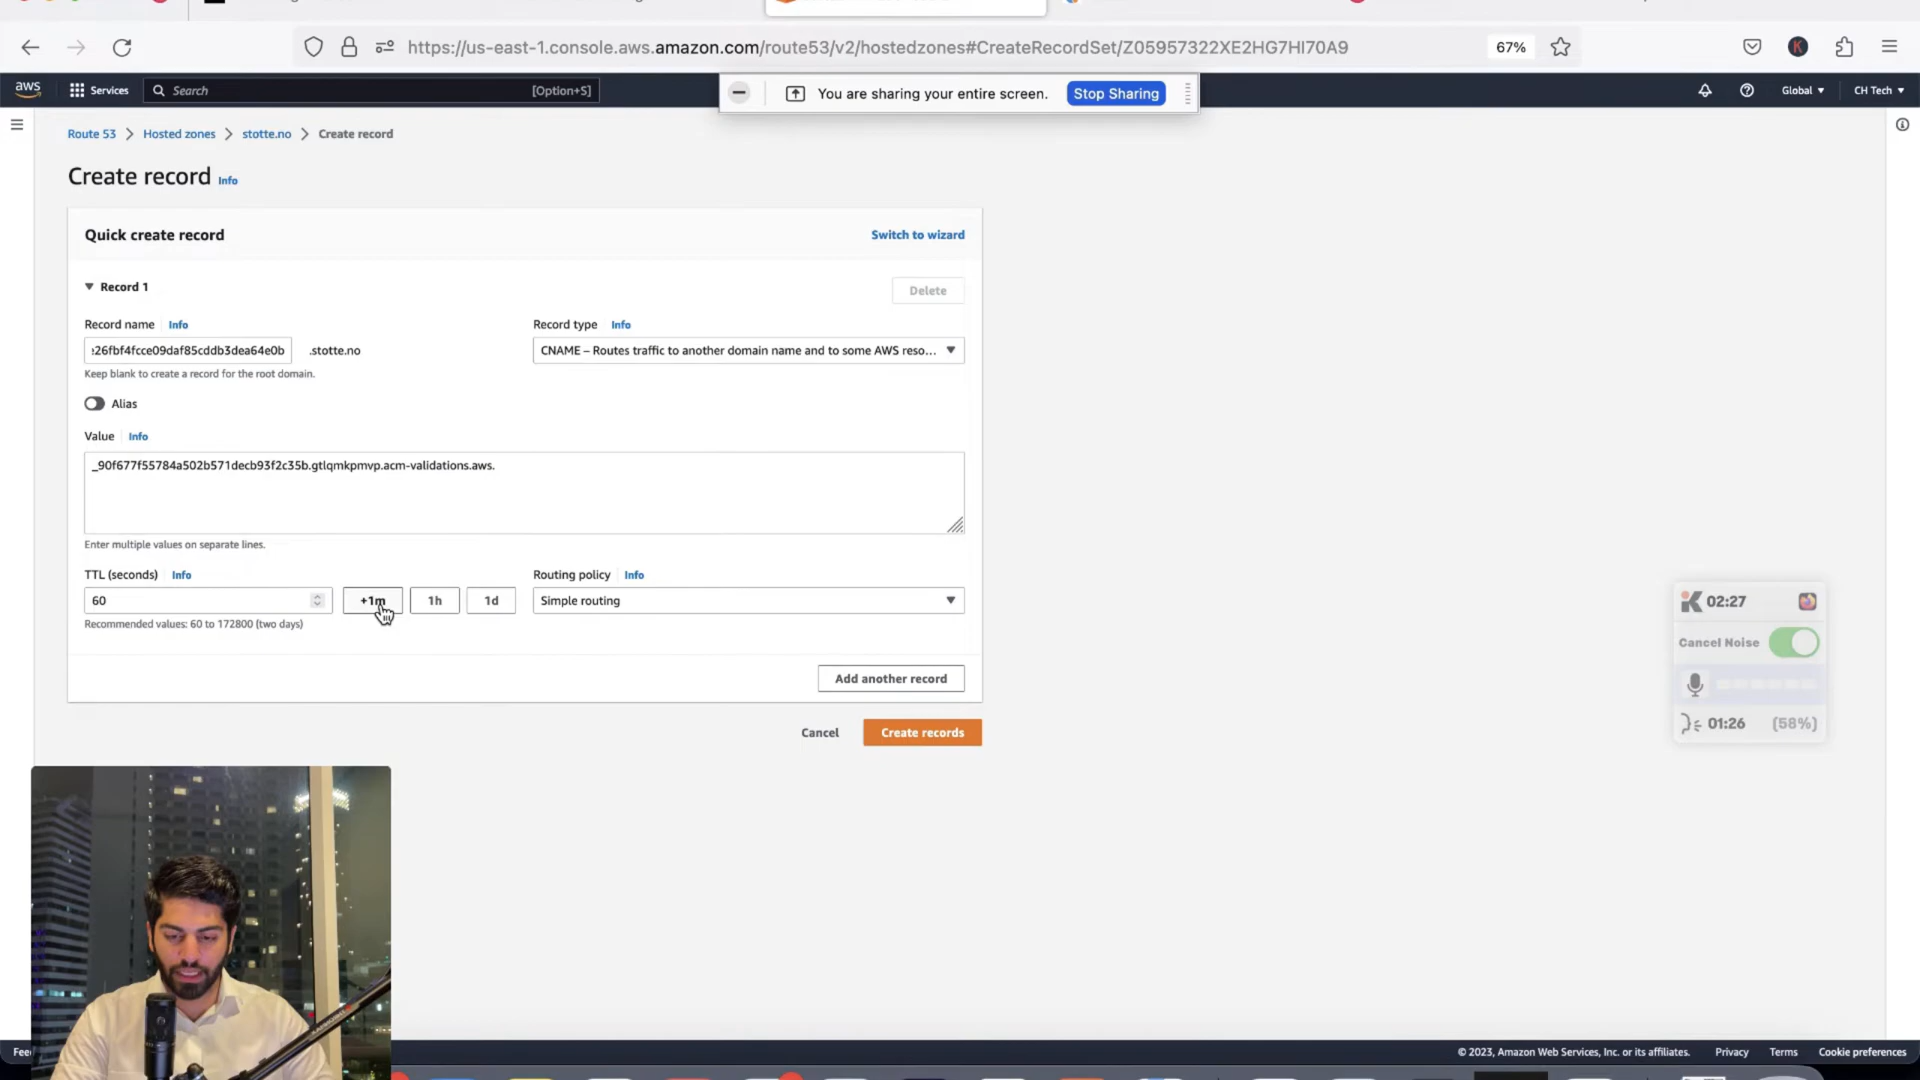 https://us-east-1.console.aws.amazon.com/route53/v2/hostedzones#CreateRecordSet/Z05957322XE2HG7HI70A9
67%
K
aws
Services
Search
[Option+S]
You are sharing your entire screen.
Stop Sharing
Global
CH Tech
Route 53
Hosted zones
stotte.no
Create record
Create record
Info
Quick create record
Switch to wizard
Record 1
Delete
Record name
Info
Record type
Info
26fbf4fcce09daf85cddb3dea64e0b
.stotte.no
CNAME – Routes traffic to another domain name and to some AWS reso...
Keep blank to create a record for the root domain.
Alias
Value
Info
_90f677f55784a502b571decb93f2c35b.gtlqmkpmvp.acm-validations.aws.
Enter multiple values on separate lines.
TTL (seconds)
Info
Routing policy
Info
60
+1m
1h
1d
Simple routing
Recommended values: 60 to 172800 (two days)
02:27
Cancel Noise
01:26
(58%)
Add another record
Cancel
Create records
© 2023, Amazon Web Services, Inc. or its affiliates.
Privacy
Terms
Cookie preferences